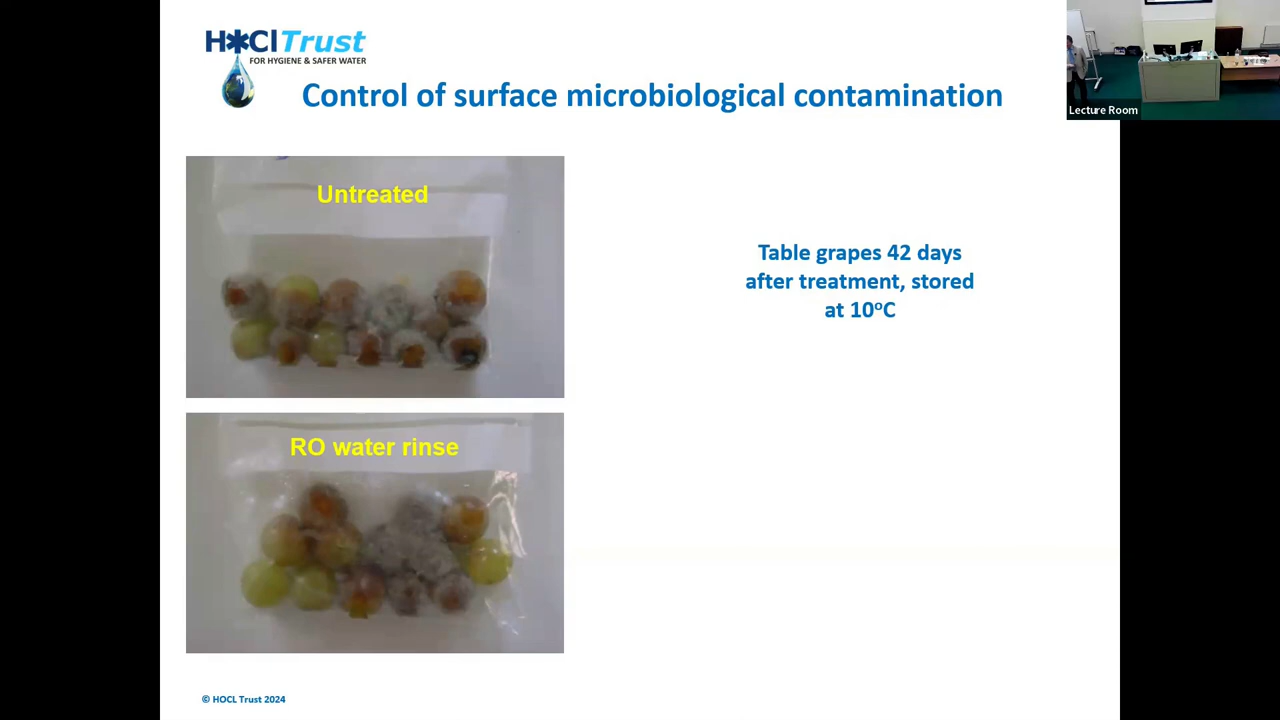 H*Cl Trust
FOR HYGIENE & SAFER WATER
Control of surface microbiological contamination
Untreated
Table grapes 42 days
after treatment, stored
at 10°C
RO water rinse
© HOCL Trust 2024
Lecture Room